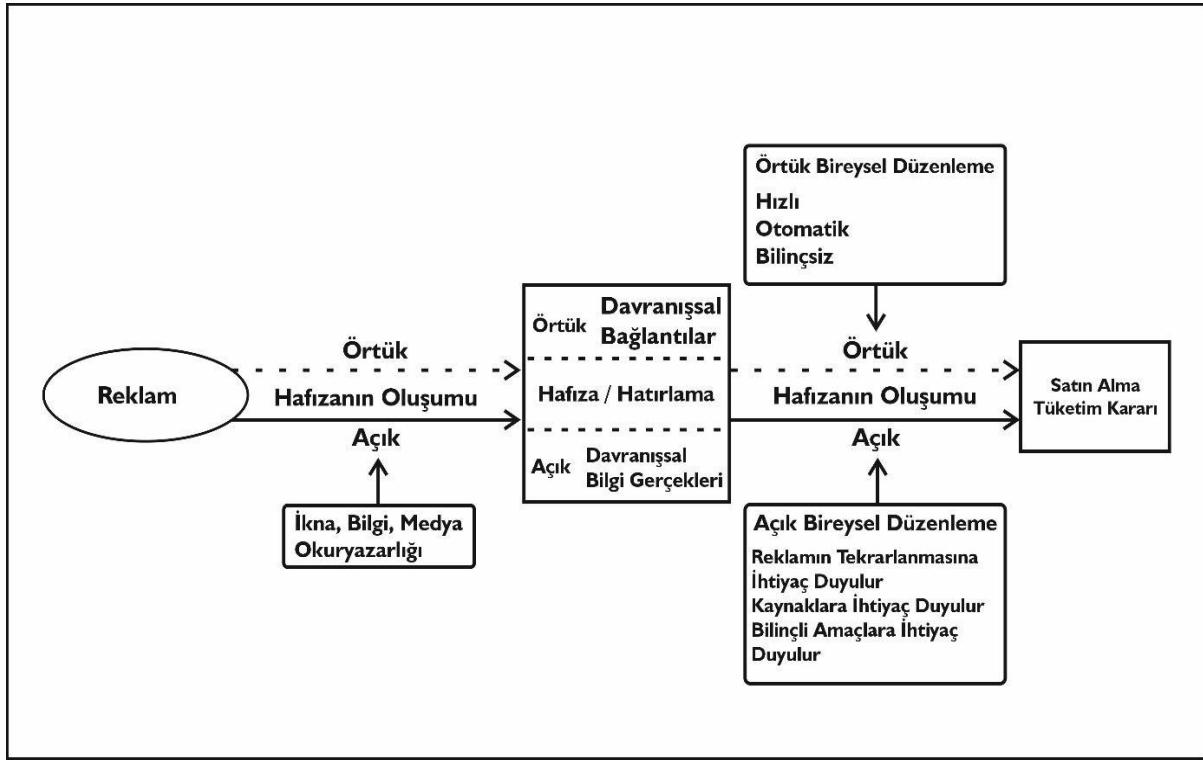 Örtük Bireysel Düzenleme
Hızlı
Otomatik
Bilinçsiz
Reklam
Örtük
Hafızanın Oluşumu
Açık
İkna, Bilgi, Medya
Okuryazarlığı
Örtük Davranışsal
Bağlantılar
Hafıza / Hatırlama
Açık Davranışsal
Bilgi Gerçekleri
Örtük
Hafızanın Oluşumu
Açık
Satın Alma
Tüketim Kararı
Açık Bireysel Düzenleme
Reklamın Tekrarlanmasına
İhtiyaç Duyulur
Kaynaklara İhtiyaç Duyulur
Bilinçli Amaçlara İhtiyaç
Duyulur